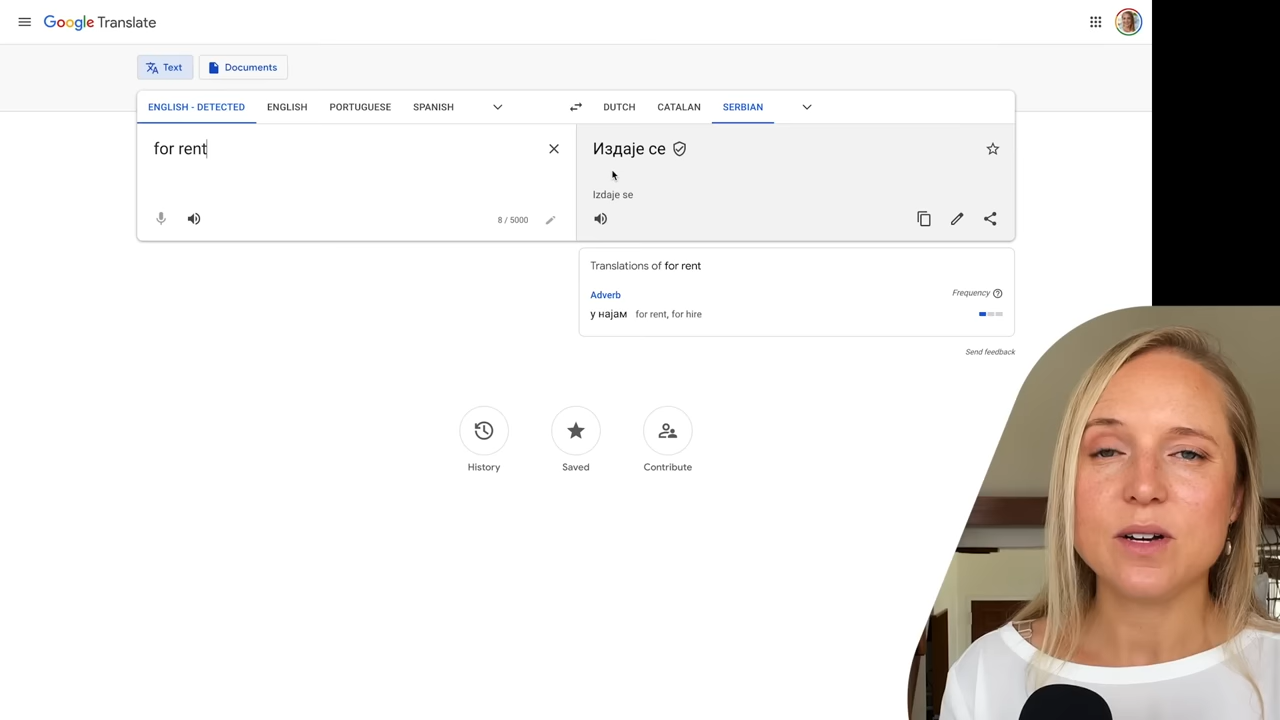 Google Translate
Text
Documents
ENGLISH - DETECTED ENGLISH PORTUGUESE SPANISH DUTCH CATALAN SERBIAN
for rent
Издаје се
Izdaje se
8 / 5000
Translations of for rent
Adverb Frequency
у најам for rent, for hire
Send feedback
History Saved Contribute